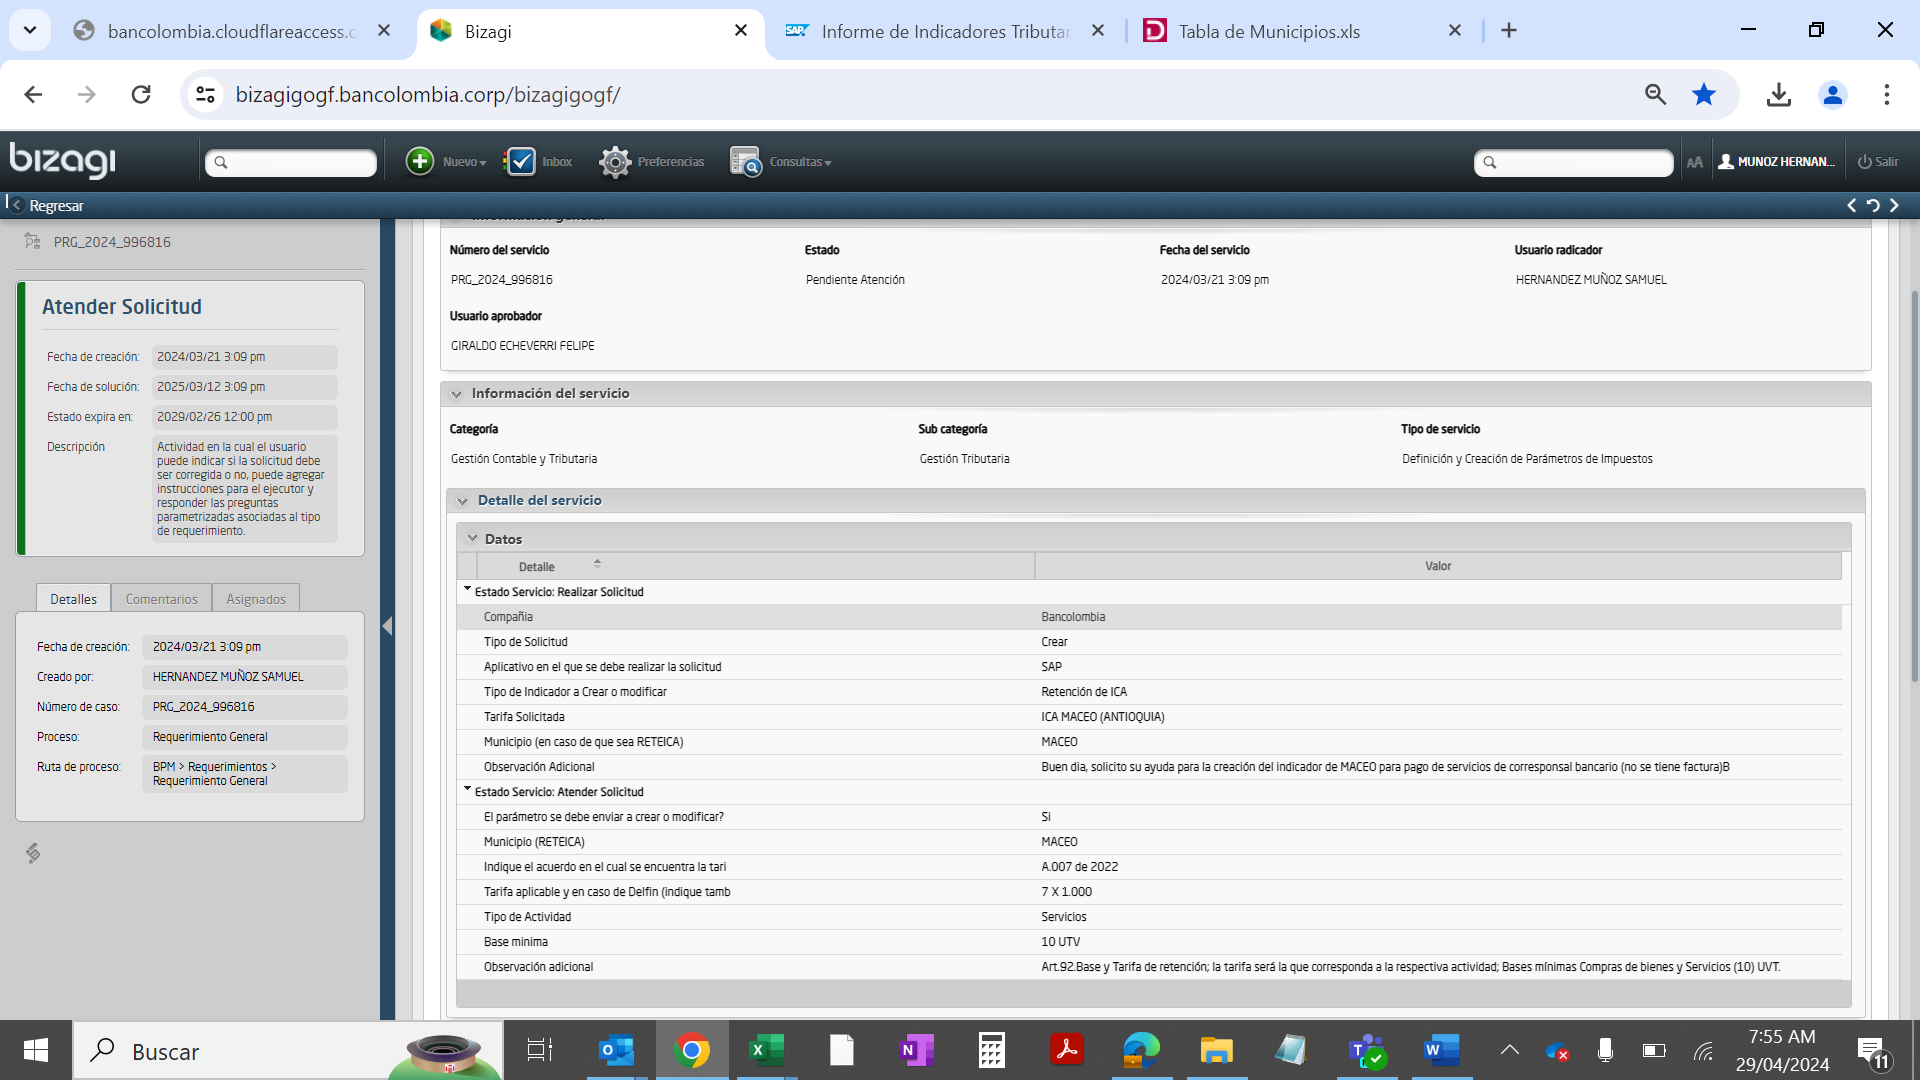 bancolombia.cloudflareaccess.c
Bizagi
Informe de Indicadores Tributar
Tabla de Municipios.xls
bizagigogf.bancolombia.corp/bizagigogf/
bizagi
Nuevo
Inbox
Preferencias
Consultas
AA
MUNOZ HERNAN...
Salir
Regresar
PRG_2024_996816
Atender Solicitud
Fecha de creación: 2024/03/21 3:09 pm
Fecha de solución: 2025/03/12 3:09 pm
Estado expira en: 2029/02/26 12:00 pm
Descripción
Actividad en la cual el usuario
puede indicar si la solicitud debe
ser corregida o no, puede agregar
instrucciones para el ejecutor y
responder las preguntas
parametrizadas asociadas al tipo
de requerimiento.
Detalles Comentarios Asignados
Fecha de creación: 2024/03/21 3:09 pm
Creado por: HERNANDEZ MUÑOZ SAMUEL
Número de caso: PRG_2024_996816
Proceso: Requerimiento General
Ruta de proceso: BPM > Requerimientos >
Requerimiento General
Información general
Número del servicio Estado Fecha del servicio Usuario radicador
PRG_2024_996816 Pendiente Atención 2024/03/21 3:09 pm HERNANDEZ MUÑOZ SAMUEL
Usuario aprobador
GIRALDO ECHEVERRI FELIPE
Información del servicio
Categoría Sub categoría Tipo de servicio
Gestión Contable y Tributaria Gestión Tributaria Definición y Creación de Parámetros de Impuestos
Detalle del servicio
Datos
Detalle Valor
Estado Servicio: Realizar Solicitud
Compañia Bancolombia
Tipo de Solicitud Crear
Aplicativo en el que se debe realizar la solicitud SAP
Tipo de Indicador a Crear o modificar Retención de ICA
Tarifa Solicitada ICA MACEO (ANTIOQUIA)
Municipio (en caso de que sea RETEICA) MACEO
Observación Adicional Buen dia, solicito su ayuda para la creación del indicador de MACEO para pago de servicios de corresponsal bancario (no se tiene factura)B
Estado Servicio: Atender Solicitud
El parámetro se debe enviar a crear o modificar? Si
Municipio (RETEICA) MACEO
Indique el acuerdo en el cual se encuentra la tari A.007 de 2022
Tarifa aplicable y en caso de Delfin (indique tamb 7 X 1.000
Tipo de Actividad Servicios
Base minima 10 UTV
Observación adicional Art.92.Base y Tarifa de retención; la tarifa será la que corresponda a la respectiva actividad; Bases mínimas Compras de bienes y Servicios (10) UVT.
Buscar
7:55 AM
29/04/2024
11